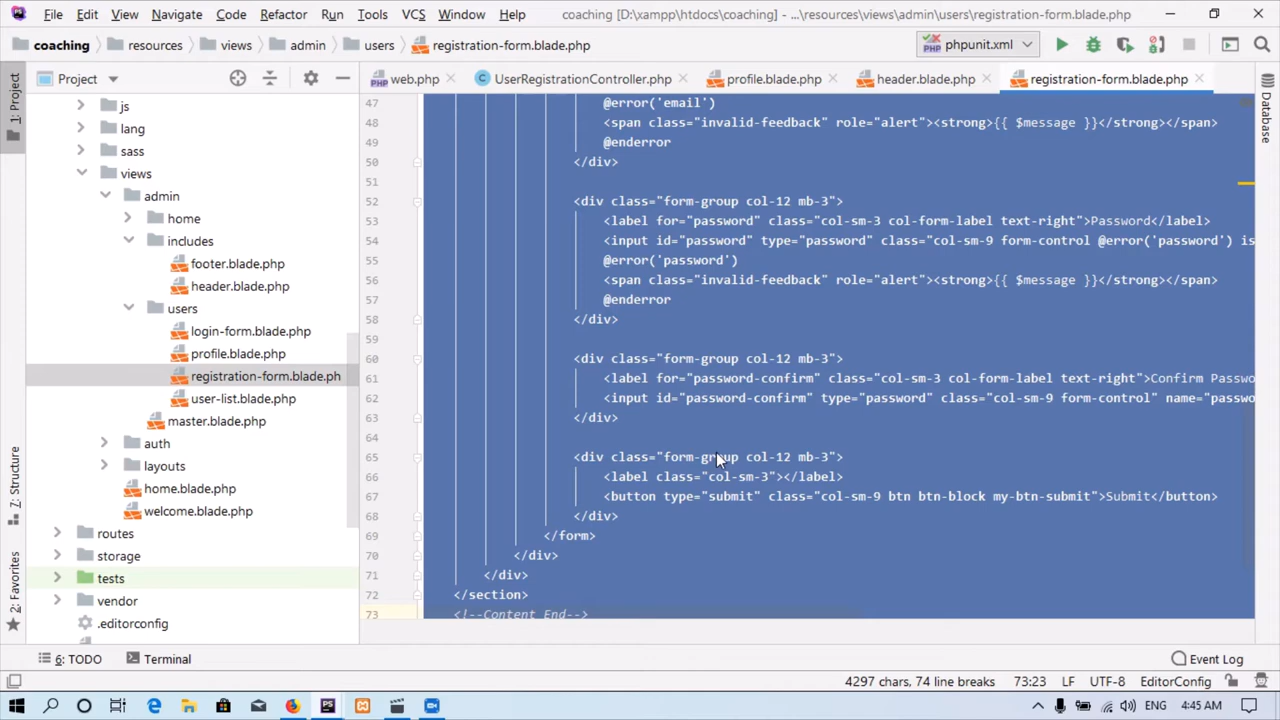 File Edit View Navigate Code Refactor Run Tools VCS Window Help coaching [D:\xampp\htdocs\coaching] - ...\resources\views\admin\users\registration-form.blade.php
coaching resources views admin users registration-form.blade.php phpunit.xml
1: Project
Project
web.php UserRegistrationController.php profile.blade.php header.blade.php registration-form.blade.php
Database
js
lang
sass
views
admin
home
includes
footer.blade.php
header.blade.php
users
login-form.blade.php
profile.blade.php
registration-form.blade.ph
user-list.blade.php
master.blade.php
auth
layouts
home.blade.php
welcome.blade.php
routes
storage
tests
vendor
.editorconfig
7: Structure
2: Favorites
47 @error('email')
48 <span class="invalid-feedback" role="alert"><strong>{{ $message }}</strong></span>
49 @enderror
50 </div>
51
52 <div class="form-group col-12 mb-3">
53 <label for="password" class="col-sm-3 col-form-label text-right">Password</label>
54 <input id="password" type="password" class="col-sm-9 form-control @error('password') is
55 @error('password')
56 <span class="invalid-feedback" role="alert"><strong>{{ $message }}</strong></span>
57 @enderror
58 </div>
59
60 <div class="form-group col-12 mb-3">
61 <label for="password-confirm" class="col-sm-3 col-form-label text-right">Confirm Passwo
62 <input id="password-confirm" type="password" class="col-sm-9 form-control" name="passwo
63 </div>
64
65 <div class="form-group col-12 mb-3">
66 <label class="col-sm-3"></label>
67 <button type="submit" class="col-sm-9 btn btn-block my-btn-submit">Submit</button>
68 </div>
69 </form>
70 </div>
71 </div>
72 </section>
73 <!--Content End-->
6: TODO Terminal Event Log
4297 chars, 74 line breaks 73:23 LF UTF-8 EditorConfig
ENG 4:45 AM